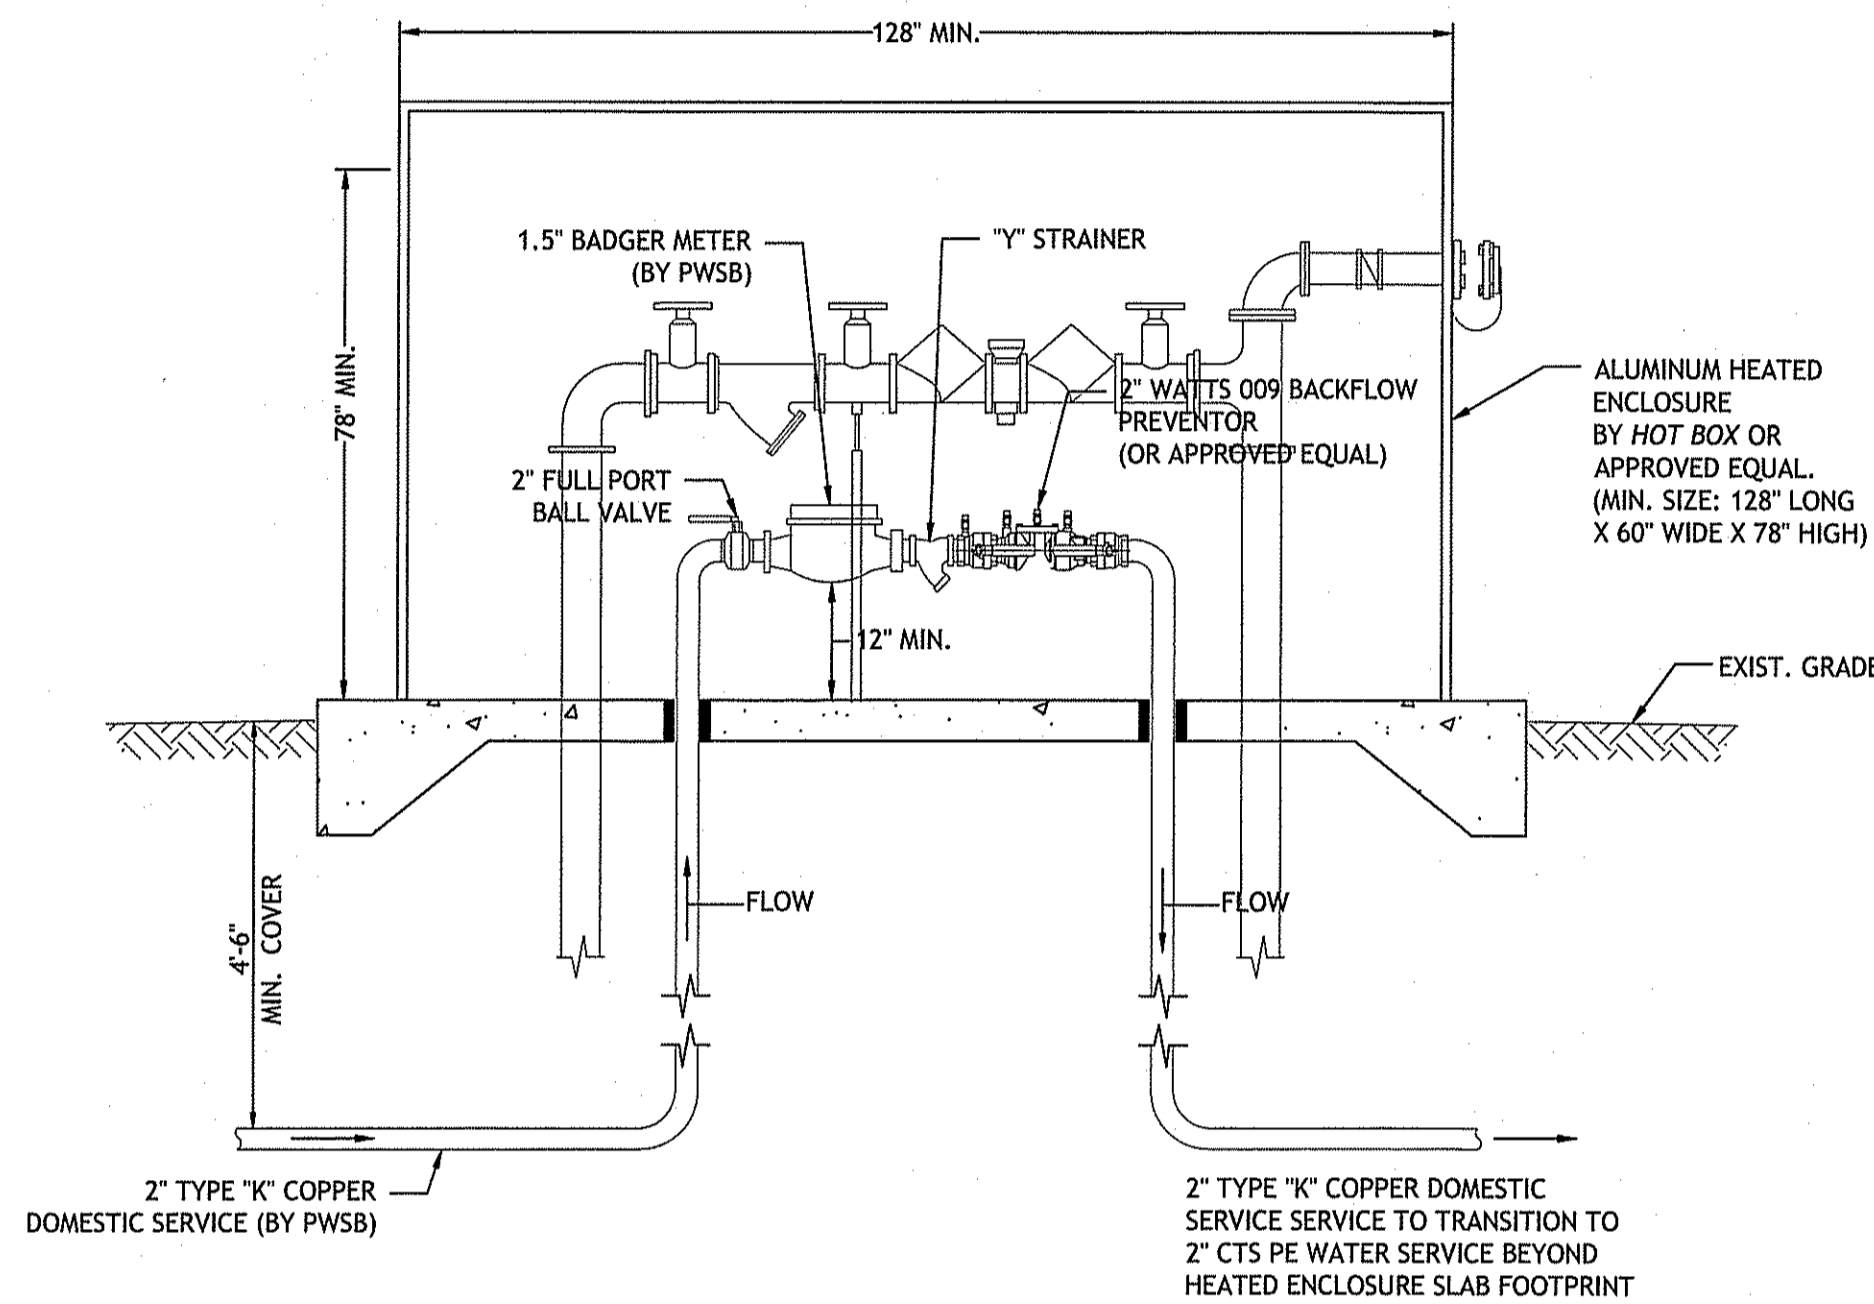 128" MIN.
1.5" BADGER METER
(BY PWSB)
"Y" STRAINER
78" MIN.
2" WATTS 009 BACKFLOW
PREVENTOR
(OR APPROVED EQUAL)
ALUMINUM HEATED
ENCLOSURE
BY HOT BOX OR
APPROVED EQUAL.
(MIN. SIZE: 128" LONG
X 60" WIDE X 78" HIGH)
2" FULL PORT
BALL VALVE
12" MIN.
EXIST. GRADE
4'-6"
MIN. COVER
FLOW
FLOW
2" TYPE "K" COPPER
DOMESTIC SERVICE (BY PWSB)
2" TYPE "K" COPPER DOMESTIC
SERVICE SERVICE TO TRANSITION TO
2" CTS PE WATER SERVICE BEYOND
HEATED ENCLOSURE SLAB FOOTPRINT